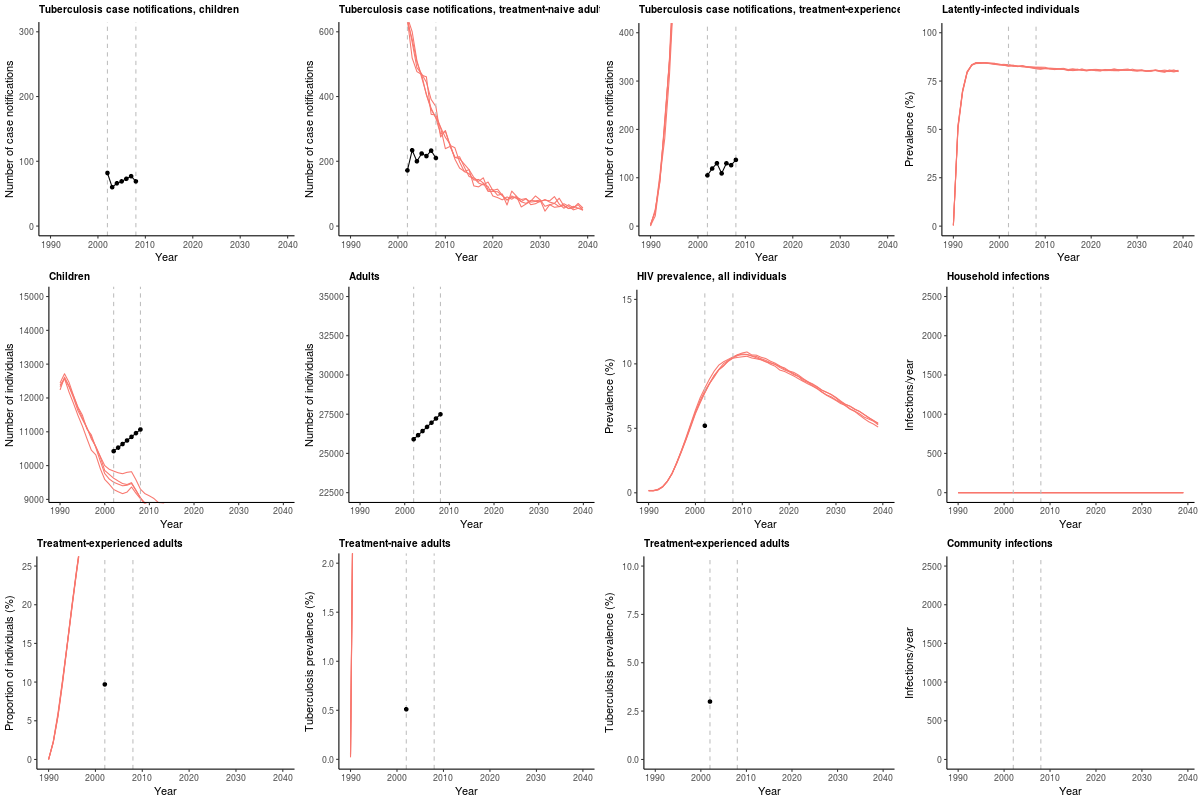 Tuberculosis case notifications, children
Number of case notifications
300
200
100
0
1990 2000 2010 2020 2030 2040
Year
Tuberculosis case notifications, treatment-naive adul
Number of case notifications
600
400
200
0
1990 2000 2010 2020 2030 2040
Year
Tuberculosis case notifications, treatment-experience
Number of case notifications
400
300
200
100
0
1990 2000 2010 2020 2030 2040
Year
Latently-infected individuals
Prevalence (%)
100
75
50
25
0
1990 2000 2010 2020 2030 2040
Year
Children
Number of individuals
15000
14000
13000
12000
11000
10000
9000
1990 2000 2010 2020 2030 2040
Year
Adults
Number of individuals
35000
32500
30000
27500
25000
22500
1990 2000 2010 2020 2030 2040
Year
HIV prevalence, all individuals
Prevalence (%)
15
10
5
0
1990 2000 2010 2020 2030 2040
Year
Household infections
Infections/year
2500
2000
1500
1000
500
0
1990 2000 2010 2020 2030 2040
Year
Treatment-experienced adults
Proportion of individuals (%)
25
20
15
10
5
0
1990 2000 2010 2020 2030 2040
Year
Treatment-naive adults
Tuberculosis prevalence (%)
2.0
1.5
1.0
0.5
0.0
1990 2000 2010 2020 2030 2040
Year
Treatment-experienced adults
Tuberculosis prevalence (%)
10.0
7.5
5.0
2.5
0.0
1990 2000 2010 2020 2030 2040
Year
Community infections
Infections/year
2500
2000
1500
1000
500
0
1990 2000 2010 2020 2030 2040
Year